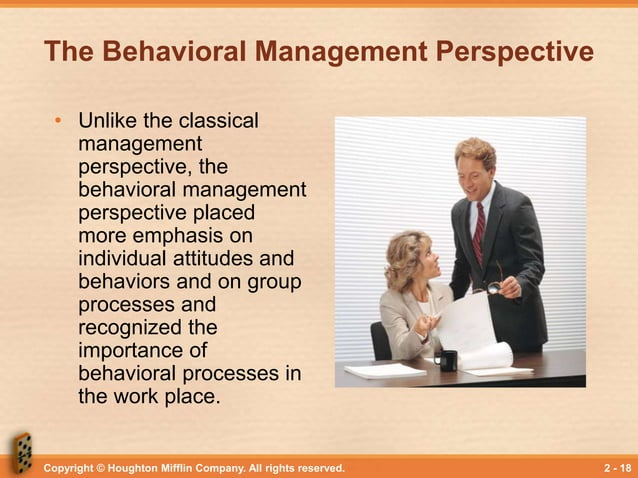 The Behavioral Management Perspective
• Unlike the classical
management
perspective, the
behavioral management
perspective placed
more emphasis on
individual attitudes and
behaviors and on group
processes and
recognized the
importance of
behavioral processes in
the work place.
Copyright © Houghton Mifflin Company. All rights reserved.
2 - 18